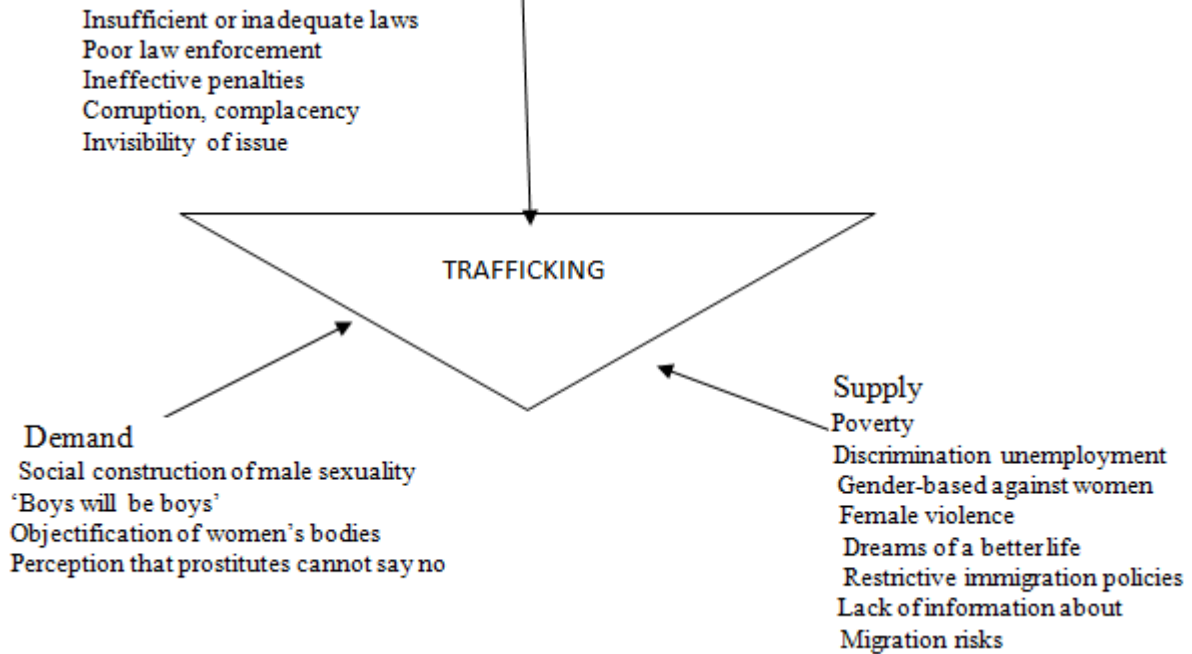 Insufficient or inadequate laws
Poor law enforcement
Ineffective penalties
Corruption, complacency
Invisibility of issue
TRAFFICKING
Demand
Social construction of male sexuality
‘Boys will be boys’
Objectification of women’s bodies
Perception that prostitutes cannot say no
Supply
Poverty
Discrimination unemployment
Gender-based against women
Female violence
Dreams of a better life
Restrictive immigration policies
Lack of information about
Migration risks